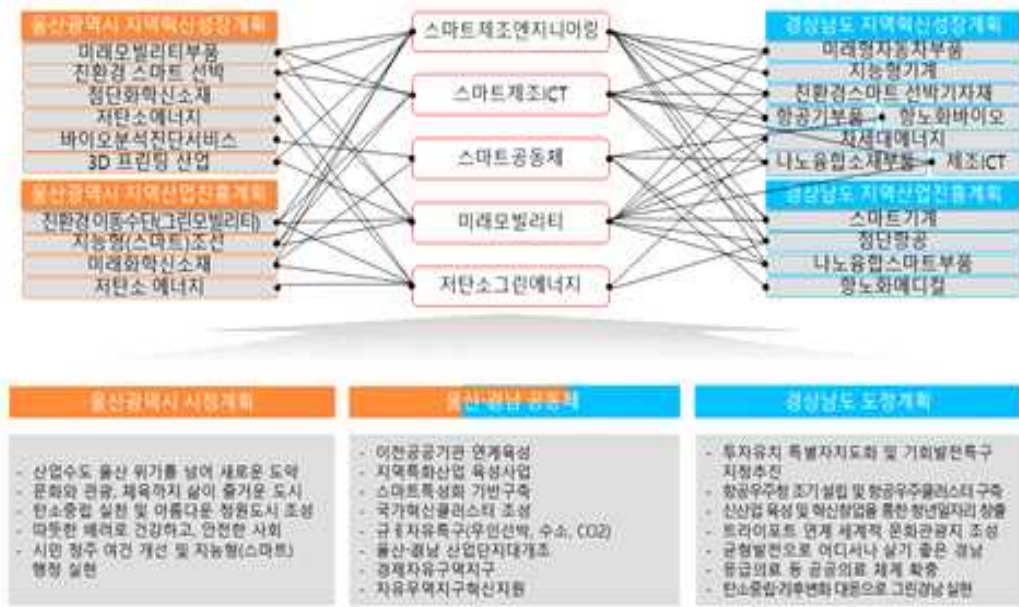 울산광역시 지역혁신성장계획
미래모빌리티부품
친환경 스마트 선박
첨단화학신소재
저탄소에너지
바이오분석진단서비스
3D 프린팅 산업
울산광역시 지역산업진흥계획
친환경이동수단(그린모빌리티)
지능형(스마트)조선
미래화학신소재
저탄소 에너지
스마트제조엔지니어링
스마트제조ICT
스마트공동체
미래모빌리티
저탄소그린에너지
경상남도 지역혁신성장계획
미래형자동차부품
지능형기계
친환경스마트 선박기자재
항공기부품
항노화바이오
차세대에너지
나노융합소재부품
제조ICT
경상남도 지역산업진흥계획
스마트기계
첨단항공
나노융합스마트부품
항노화메디컬
울산광역시 시정계획
- 산업수도 울산 위기를 넘어 새로운 도약
- 문화와 관광, 체육까지 삶이 즐거운 도시
- 탄소중립 실현 및 아름다운 정원도시 조성
- 따뜻한 배려로 건강하고, 안전한 사회
- 시민 정주 여건 개선 및 지능형(스마트)
행정 실현
울산·경남 공동체
- 이전공공기관 연계육성
- 지역특화산업 육성사업
- 스마트특성화 기반구축
- 국가혁신클러스터 조성
- 규ㅔ자유특구(무인선박, 수소, CO2)
- 울산·경남 산업단지대개조
- 경제자유구역지구
- 자유무역지구혁신지원
경상남도 도정계획
- 투자유치 특별자치도화 및 기회발전특구
지정추진
- 항공우주청 조기설립 및 항공우주클러스터 구축
- 신산업 육성 및 혁신창업을 통한 청년일자리 창출
- 트라이포트 연계 세계적 문화관광지 조성
- 균형발전으로 어디서나 살기 좋은 경남
- 응급의료 등 공공의료 체계 확충
- 탄소중립·기후변화 대응으로 그린경남 실현